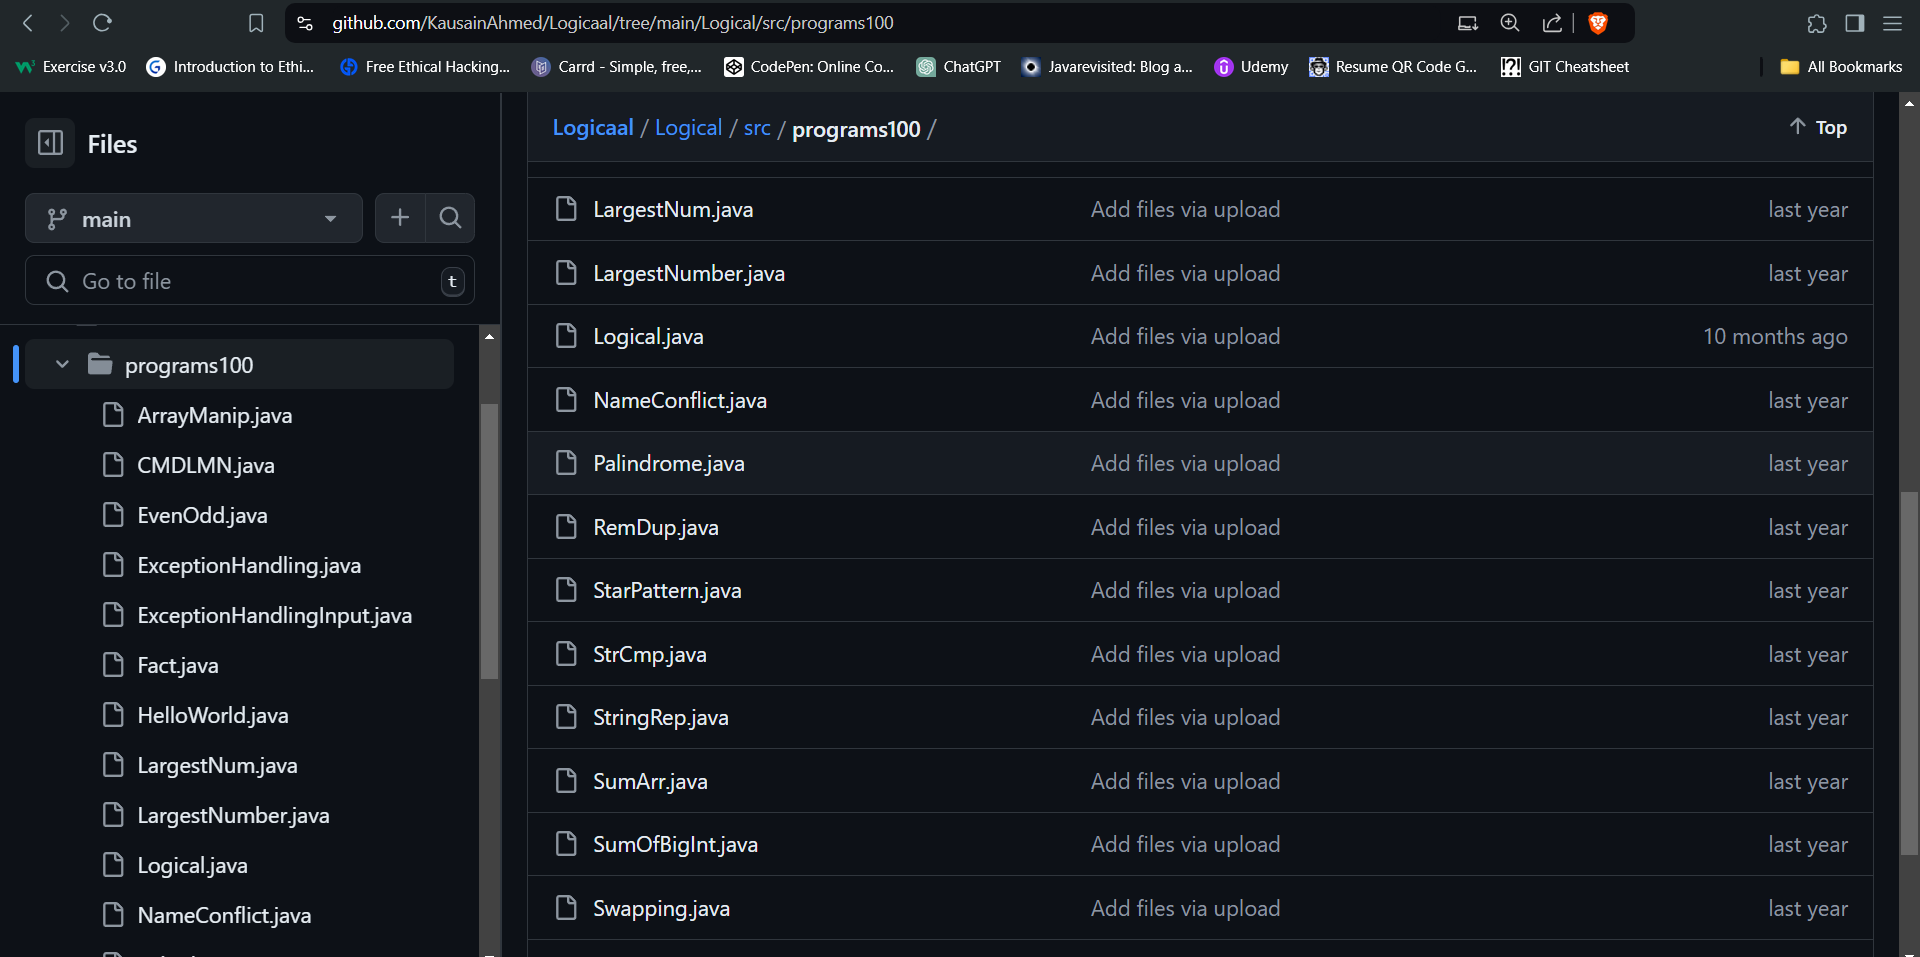 github.com/KausainAhmed/Logicaal/tree/main/Logical/src/programs100
Exercise v3.0
Introduction to Ethi...
Free Ethical Hacking...
Carrd - Simple, free,...
CodePen: Online Co...
ChatGPT
Javarevisited: Blog a...
Udemy
Resume QR Code G...
GIT Cheatsheet
All Bookmarks
Files
main
Go to file
t
programs100
ArrayManip.java
CMDLMN.java
EvenOdd.java
ExceptionHandling.java
ExceptionHandlingInput.java
Fact.java
HelloWorld.java
LargestNum.java
LargestNumber.java
Logical.java
NameConflict.java
Logicaal / Logical / src / programs100 /
Top
LargestNum.java Add files via upload last year
LargestNumber.java Add files via upload last year
Logical.java Add files via upload 10 months ago
NameConflict.java Add files via upload last year
Palindrome.java Add files via upload last year
RemDup.java Add files via upload last year
StarPattern.java Add files via upload last year
StrCmp.java Add files via upload last year
StringRep.java Add files via upload last year
SumArr.java Add files via upload last year
SumOfBigInt.java Add files via upload last year
Swapping.java Add files via upload last year